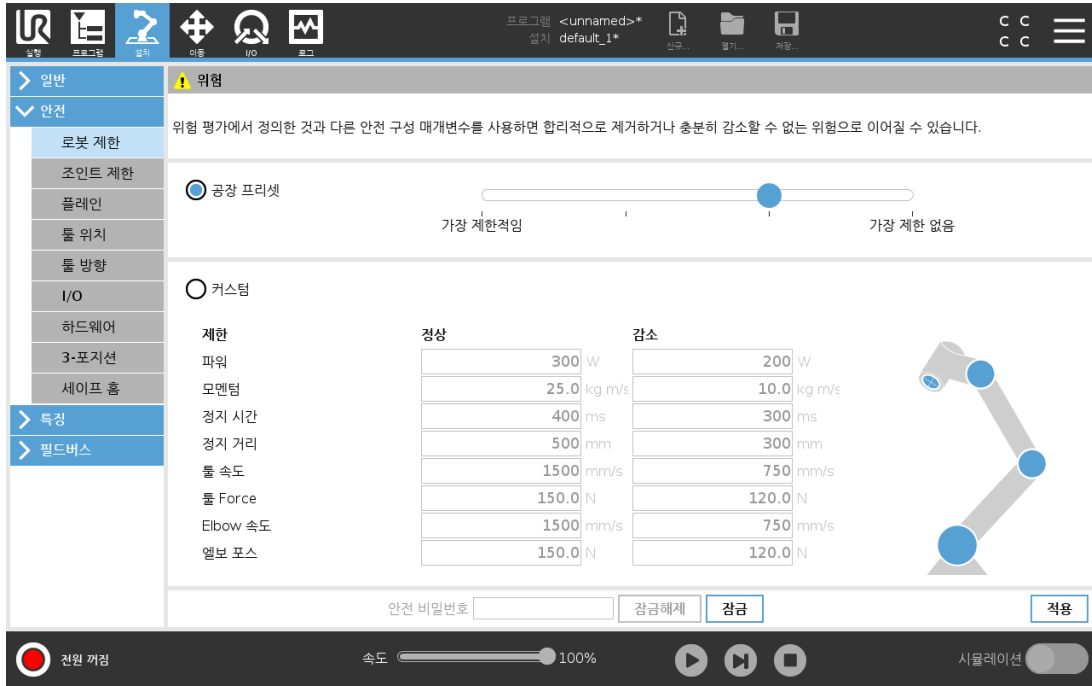 UR
실행
프로그램
설치
이동
I/O
로그
프로그램 <unnamed>*
설치 default_1*
신규...
열기...
저장...
C C
C C
일반
안전
로봇 제한
조인트 제한
플레인
툴 위치
툴 방향
I/O
하드웨어
3-포지션
세이프 홈
특징
필드버스
위험
위험 평가에서 정의한 것과 다른 안전 구성 매개변수를 사용하면 합리적으로 제거하거나 충분히 감소할 수 없는 위험으로 이어질 수 있습니다.
공장 프리셋
가장 제한적임 가장 제한 없음
커스텀
제한 정상 감소
파워 300 W 200 W
모멘텀 25.0 kg m/s 10.0 kg m/s
정지 시간 400 ms 300 ms
정지 거리 500 mm 300 mm
툴 속도 1500 mm/s 750 mm/s
툴 Force 150.0 N 120.0 N
Elbow 속도 1500 mm/s 750 mm/s
엘보 포스 150.0 N 120.0 N
안전 비밀번호 잠금해제 잠금 적용
전원 꺼짐 속도 100% 시뮬레이션